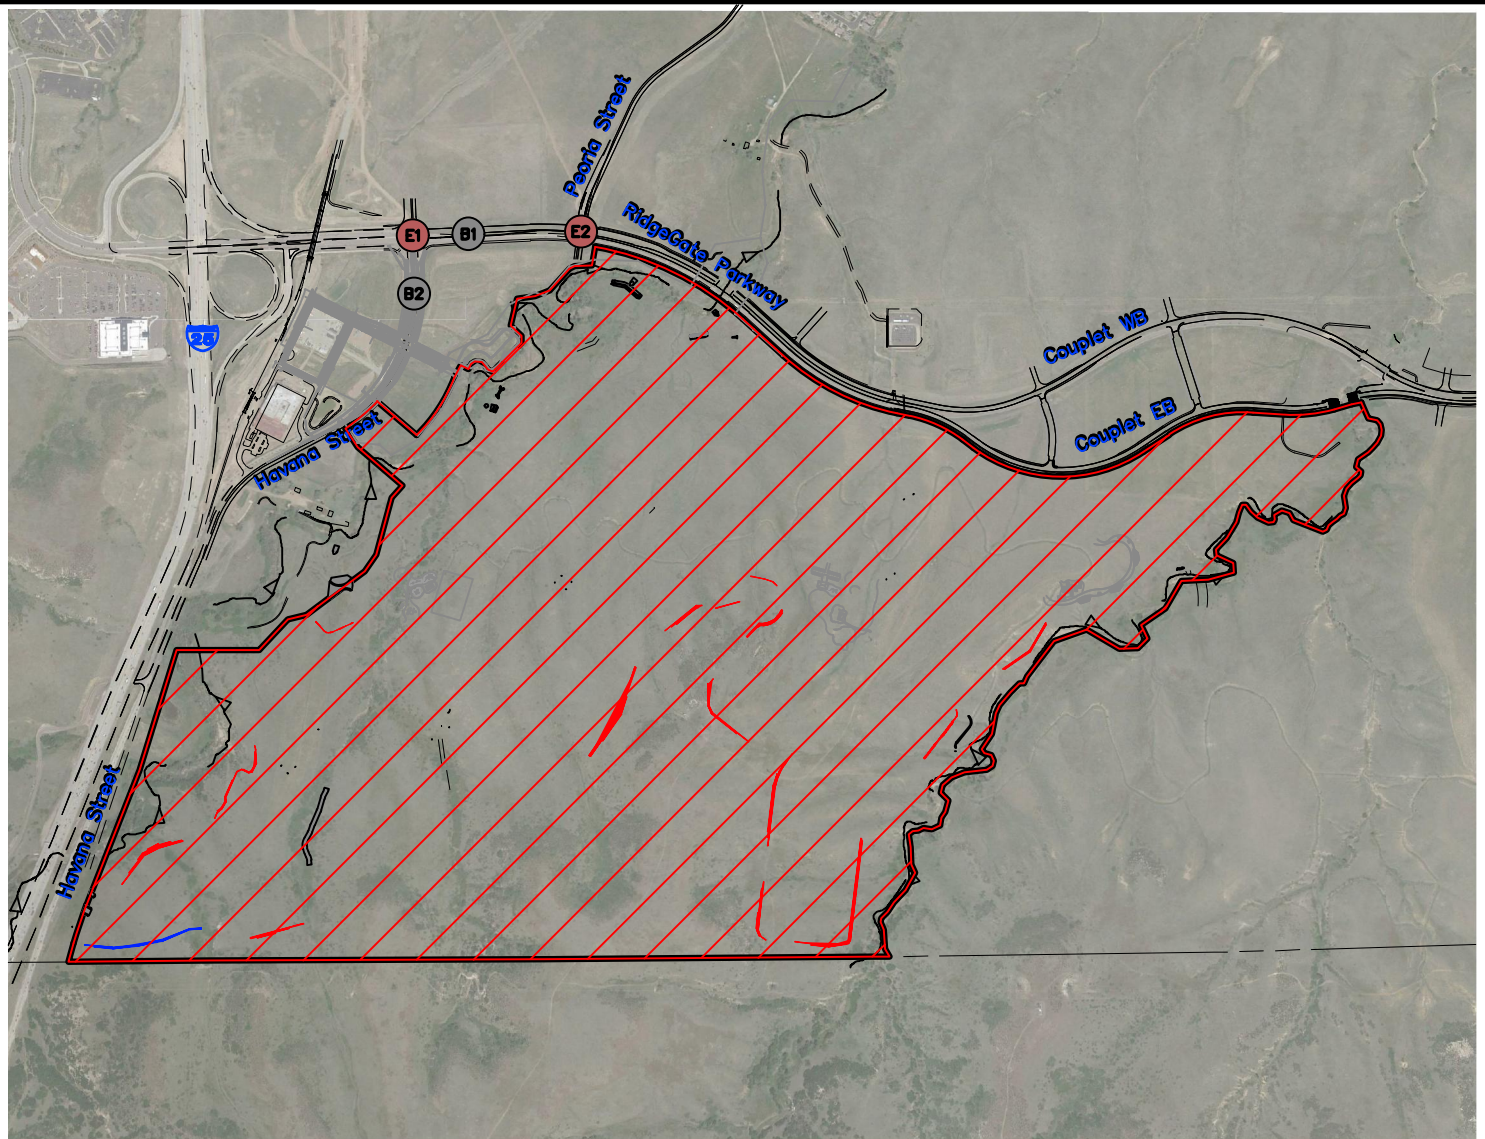 Peoria Street
RidgeGate Parkway
E1
B1
E2
B2
25
Couplet WB
Couplet EB
Havana Street
Havana Street